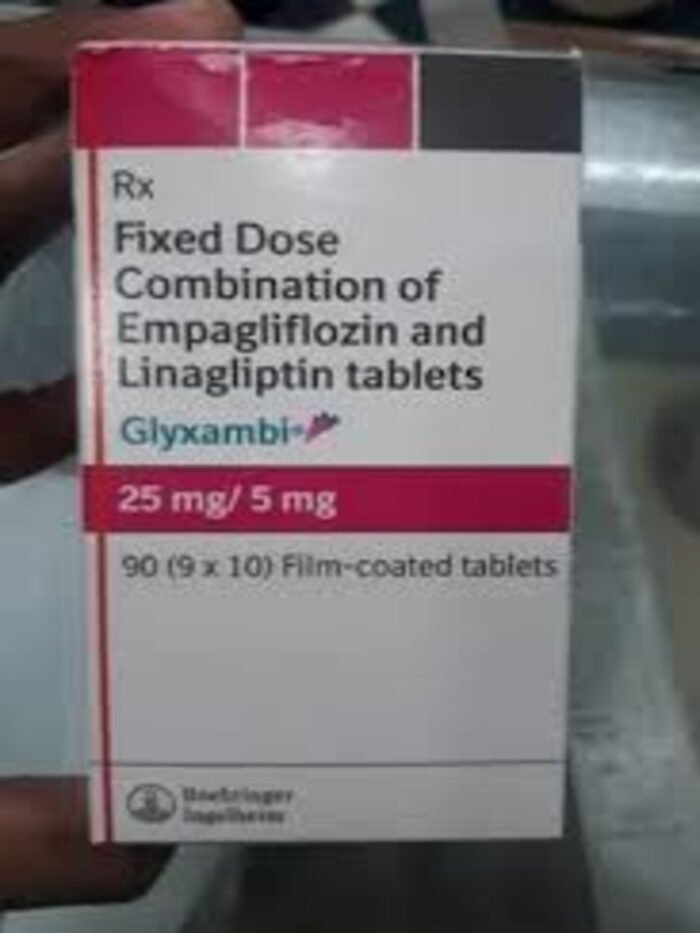 Rx
Fixed Dose
Combination of
Empagliflozin and
Linagliptin tablets
Glyxambi®
25 mg/ 5 mg
90 (9 x 10) Film-coated tablets
Boehringer
Ingelheim